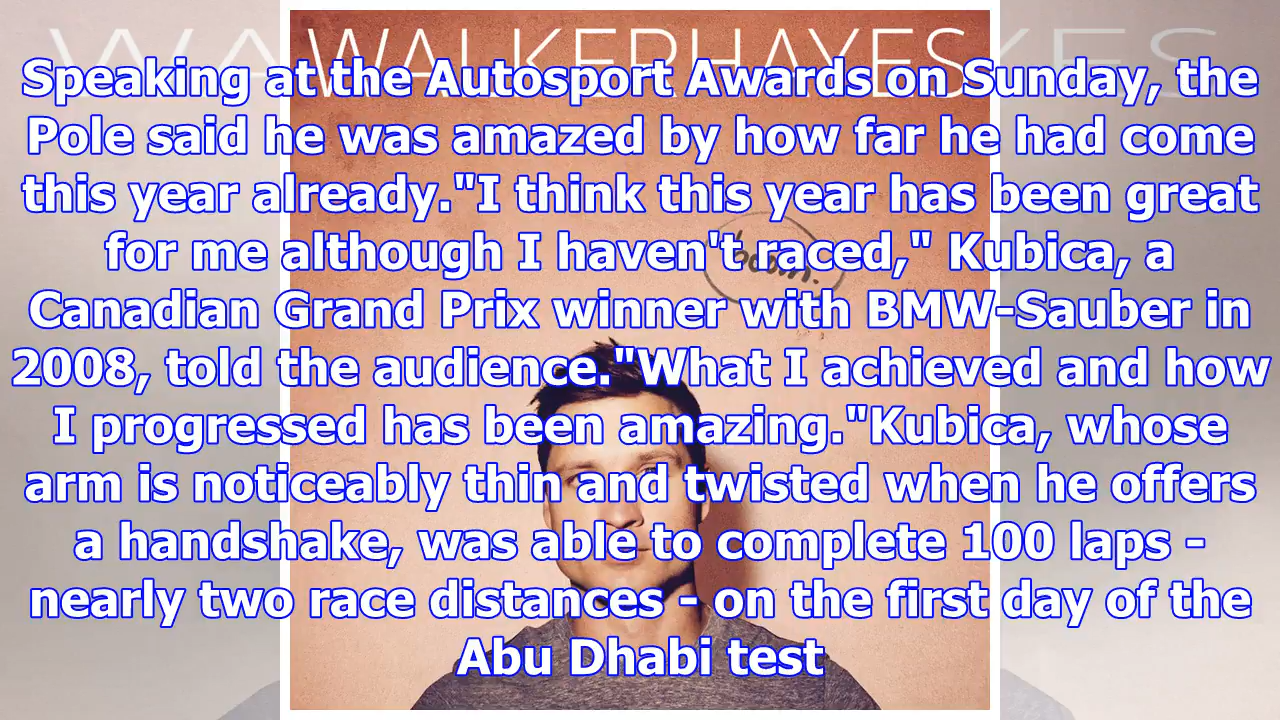 WALKER HAYES
Speaking at the Autosport Awards on Sunday, the
Pole said he was amazed by how far he had come
this year already."I think this year has been great
for me although I haven't raced," Kubica, a
Canadian Grand Prix winner with BMW-Sauber in
2008, told the audience."What I achieved and how
I progressed has been amazing."Kubica, whose
arm is noticeably thin and twisted when he offers
a handshake, was able to complete 100 laps -
nearly two race distances - on the first day of the
Abu Dhabi test
boom.